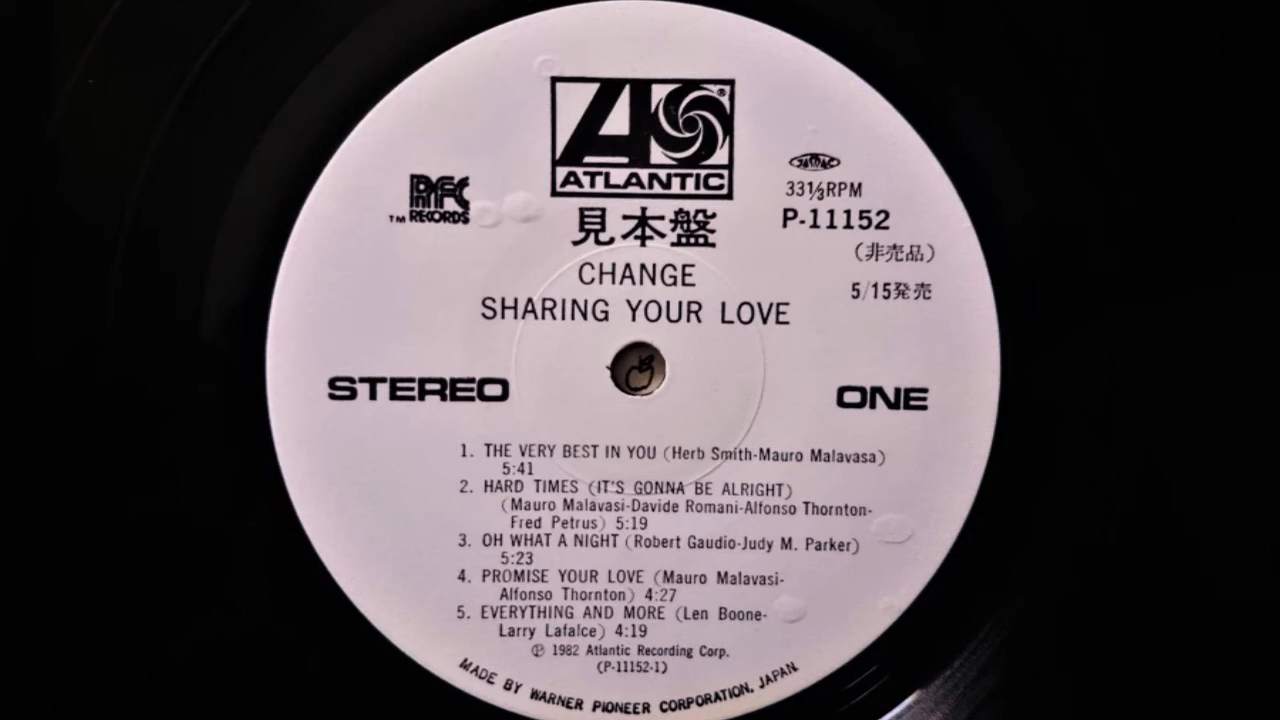 ATLANTIC
®
RFC
™ RECORDS
JASRAC
33⅓RPM
P-11152
見本盤
(非売品)
CHANGE
5/15発売
SHARING YOUR LOVE
STEREO
ONE
1. THE VERY BEST IN YOU (Herb Smith-Mauro Malavasa)
5:41
2. HARD TIMES (IT'S GONNA BE ALRIGHT)
(Mauro Malavasi-Davide Romani-Alfonso Thornton-
Fred Petrus) 5:19
3. OH WHAT A NIGHT (Robert Gaudio-Judy M. Parker)
5:23
4. PROMISE YOUR LOVE (Mauro Malavasi-
Alfonso Thornton) 4:27
5. EVERYTHING AND MORE (Len Boone-
Larry Lafalce) 4:19
℗ 1982 Atlantic Recording Corp.
(P-11152-1)
MADE BY WARNER PIONEER CORPORATION, JAPAN